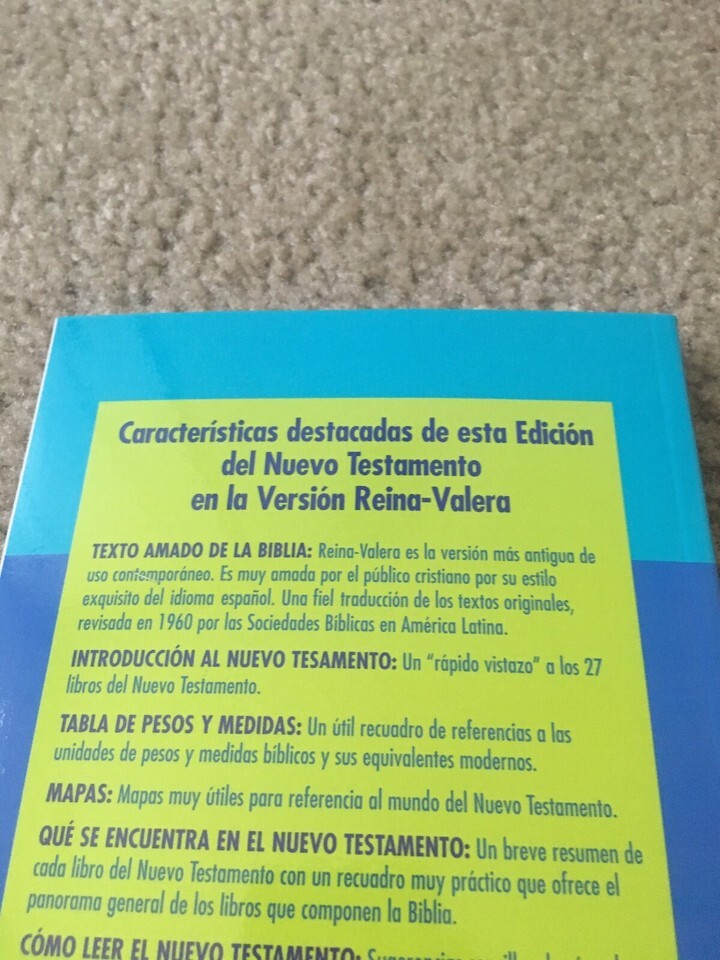 Características destacadas de esta Edición
del Nuevo Testamento
en la Versión Reina-Valera
TEXTO AMADO DE LA BIBLIA: Reina-Valera es la versión más antigua de
uso contemporáneo. Es muy amada por el público cristiano por su estilo
exquisito del idioma español. Una fiel traducción de los textos originales,
revisada en 1960 por las Sociedades Bíblicas en América Latina.
INTRODUCCIÓN AL NUEVO TESAMENTO: Un "rápido vistazo" a los 27
libros del Nuevo Testamento.
TABLA DE PESOS Y MEDIDAS: Un útil recuadro de referencias a las
unidades de pesos y medidas bíblicos y sus equivalentes modernos.
MAPAS: Mapas muy útiles para referencia al mundo del Nuevo Testamento.
QUÉ SE ENCUENTRA EN EL NUEVO TESTAMENTO: Un breve resumen de
cada libro del Nuevo Testamento con un recuadro muy práctico que ofrece el
panorama general de los libros que componen la Biblia.
CÓMO LEER EL NUEVO TESTAMENTO: